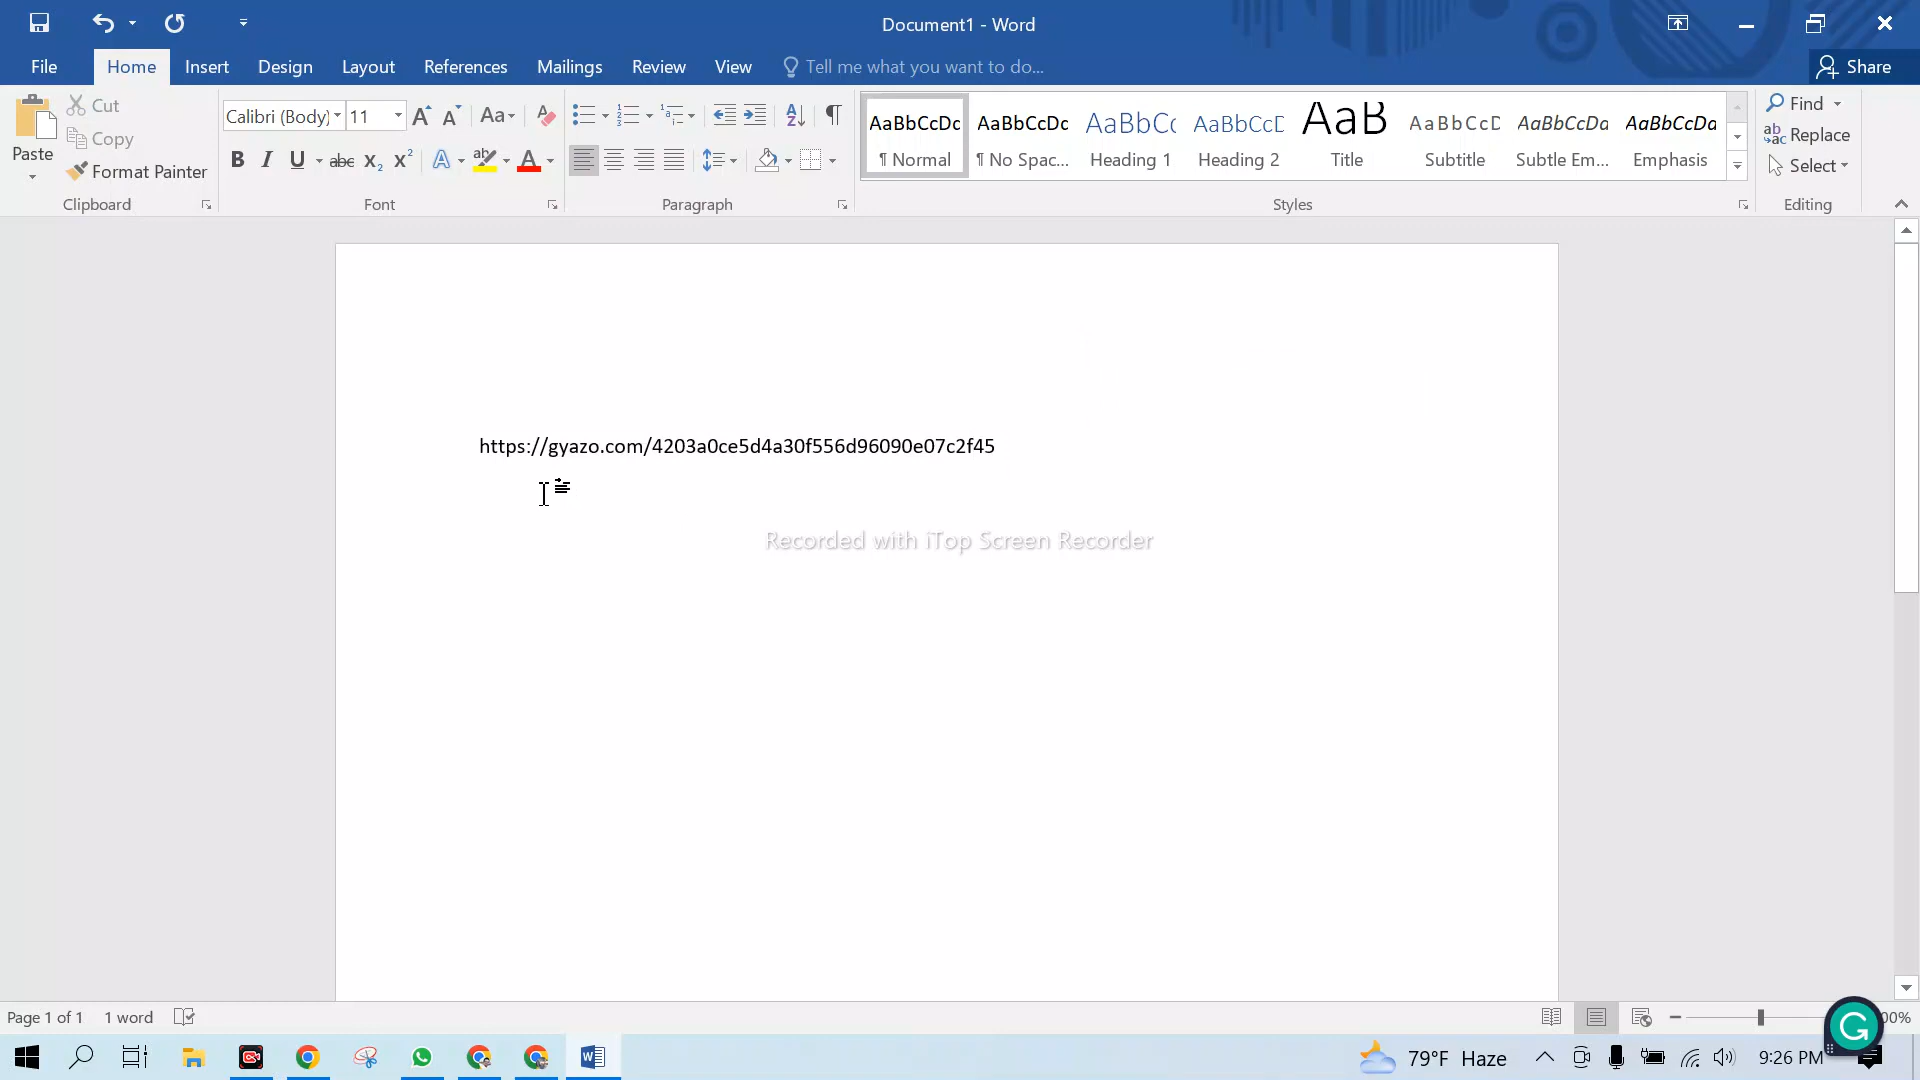 Document1 - Word
File Home Insert Design Layout References Mailings Review View Tell me what you want to do... Share
Paste
Cut
Copy
Format Painter
Clipboard
Calibri (Body) 11
Font
Paragraph
AaBbCcDc AaBbCcDc AaBbCc AaBbCcD AaB AaBbCcD AaBbCcDc AaBbCcDc
¶ Normal ¶ No Spac... Heading 1 Heading 2 Title Subtitle Subtle Em... Emphasis
Styles
Find
Replace
Select
Editing
https://gyazo.com/4203a0ce5d4a30f556d96090e07c2f45
Recorded with iTop Screen Recorder
Page 1 of 1 1 word
79°F Haze 9:26 PM